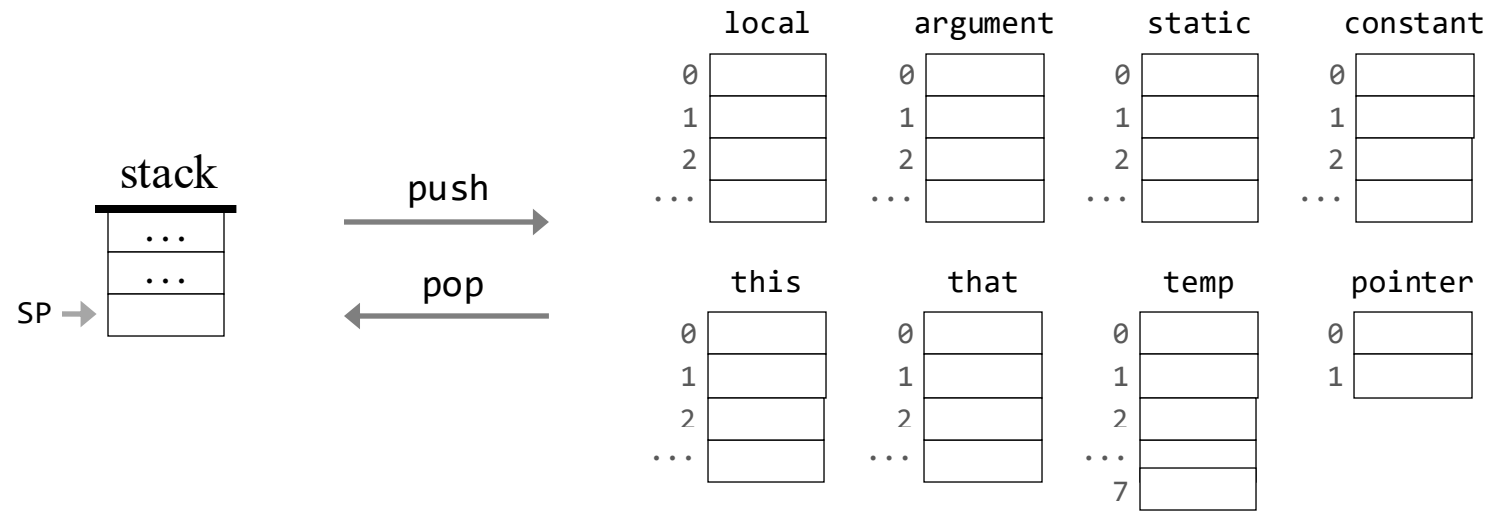 local argument static constant
0 0 0 0
1 1 1 1
2 2 2 2
... ... ... ...
stack
...
...
SP
push
pop
this that temp pointer
0 0 0 0
1 1 1 1
2 2 2
... ... ...
7